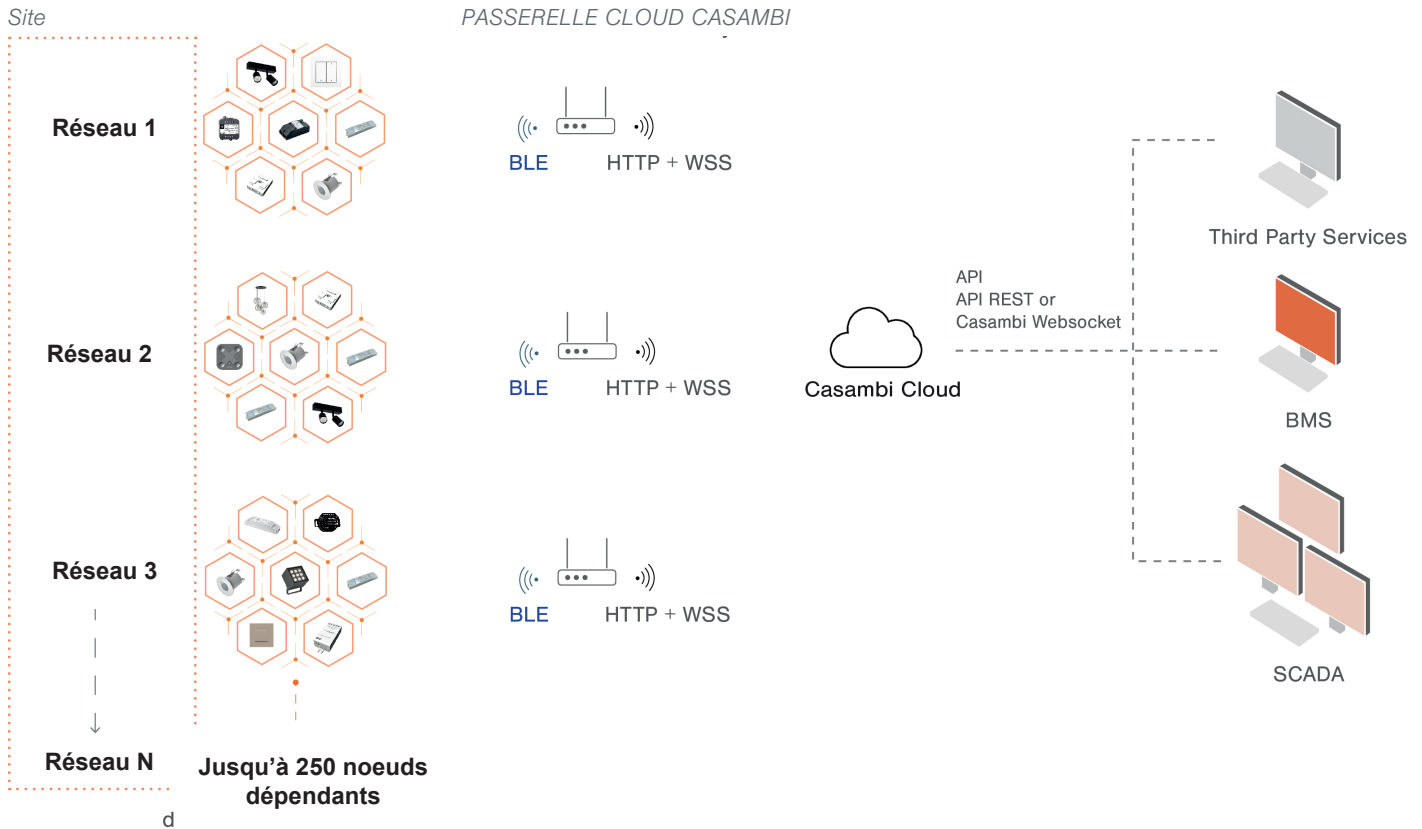 Site
PASSERELLE CLOUD CASAMBI
Réseau 1
BLE
HTTP + WSS
Third Party Services
API
API REST or
Casambi Websocket
Réseau 2
BLE
HTTP + WSS
Casambi Cloud
BMS
Réseau 3
BLE
HTTP + WSS
SCADA
Réseau N
Jusqu'à 250 noeuds
dépendants
d